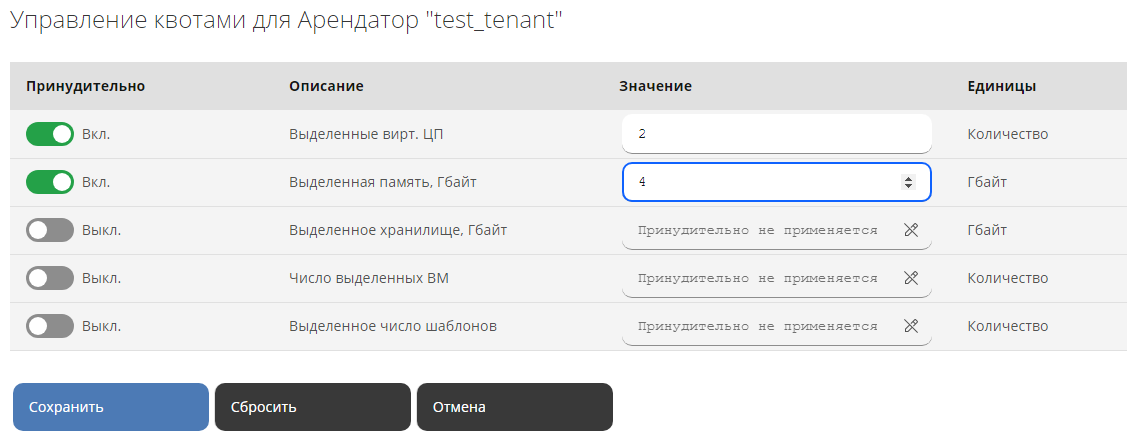 Управление квотами для Арендатор "test_tenant"
Принудительно Описание Значение Единицы
Вкл. Выделенные вирт. ЦП 2 Количество
Вкл. Выделенная память, Гбайт 4 Гбайт
Выкл. Выделенное хранилище, Гбайт Принудительно не применяется Гбайт
Выкл. Число выделенных ВМ Принудительно не применяется Количество
Выкл. Выделенное число шаблонов Принудительно не применяется Количество
Сохранить Сбросить Отмена